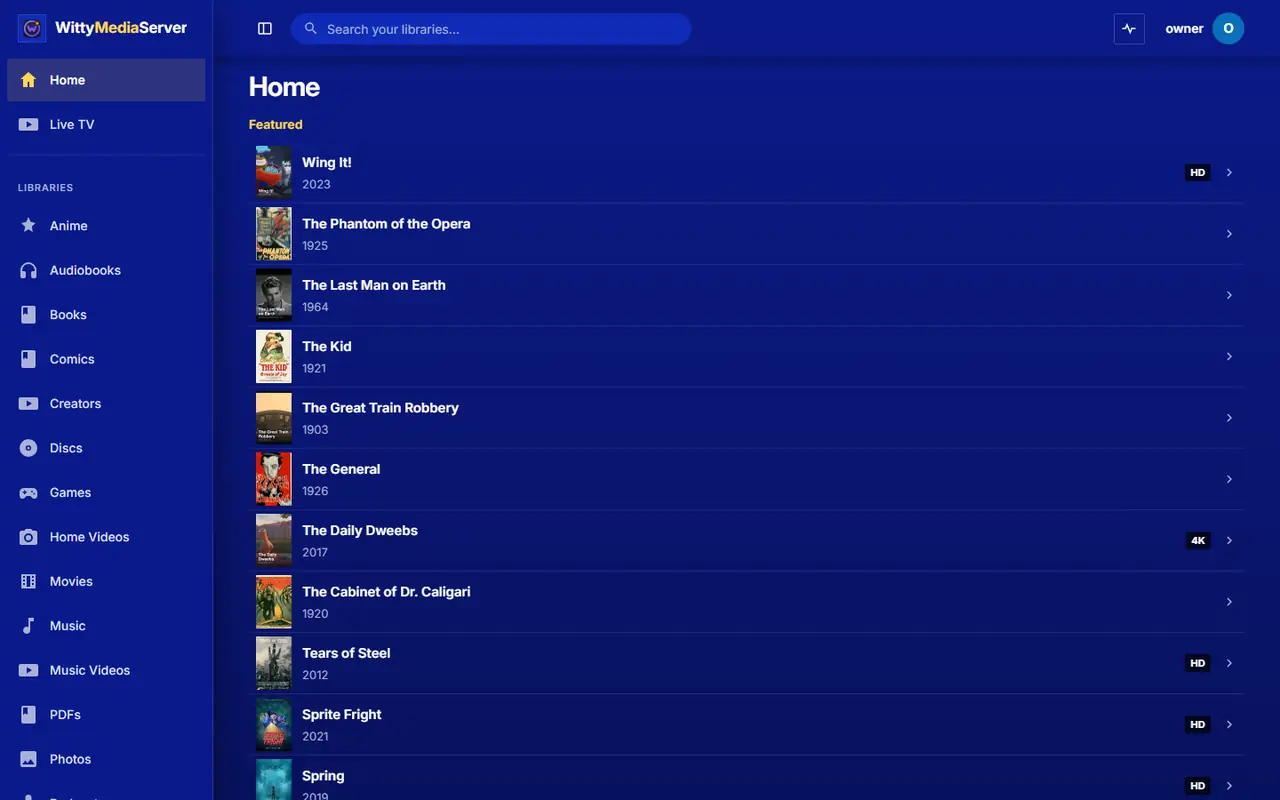 WittyMediaServer
Search your libraries...
owner
O
Home
Live TV
LIBRARIES
Anime
Audiobooks
Books
Comics
Creators
Discs
Games
Home Videos
Movies
Music
Music Videos
PDFs
Photos
Home
Featured
Wing It!
2023
HD
The Phantom of the Opera
1925
The Last Man on Earth
1964
The Kid
1921
The Great Train Robbery
1903
The General
1926
The Daily Dweebs
2017
4K
The Cabinet of Dr. Caligari
1920
Tears of Steel
2012
HD
Sprite Fright
2021
HD
Spring
2019
HD